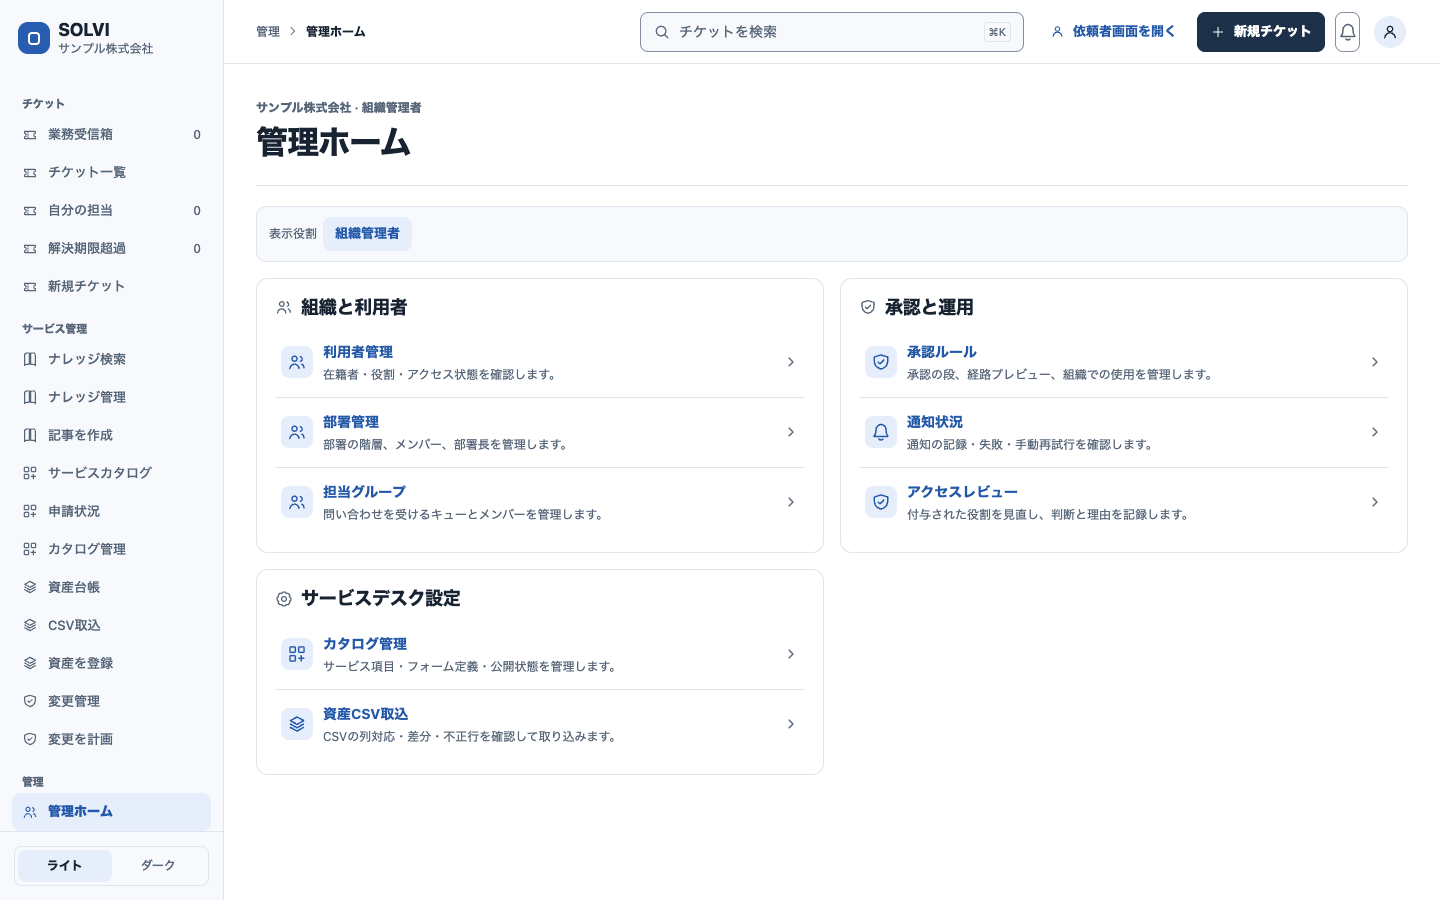 SOLVI
サンプル株式会社
チケット
業務受信箱 0
チケット一覧
自分の担当 0
解決期限超過 0
新規チケット
サービス管理
ナレッジ検索
ナレッジ管理
記事を作成
サービスカタログ
申請状況
カタログ管理
資産台帳
CSV取込
資産を登録
変更管理
変更を計画
管理
管理ホーム
ライト ダーク
管理 管理ホーム
チケットを検索 ⌘K
依頼者画面を開く
新規チケット
サンプル株式会社 · 組織管理者
管理ホーム
表示役割 組織管理者
組織と利用者
利用者管理
在籍者・役割・アクセス状態を確認します。
部署管理
部署の階層、メンバー、部署長を管理します。
担当グループ
問い合わせを受けるキューとメンバーを管理します。
承認と運用
承認ルール
承認の段、経路プレビュー、組織での使用を管理します。
通知状況
通知の記録・失敗・手動再試行を確認します。
アクセスレビュー
付与された役割を見直し、判断と理由を記録します。
サービスデスク設定
カタログ管理
サービス項目・フォーム定義・公開状態を管理します。
資産CSV取込
CSVの列対応・差分・不正行を確認して取り込みます。